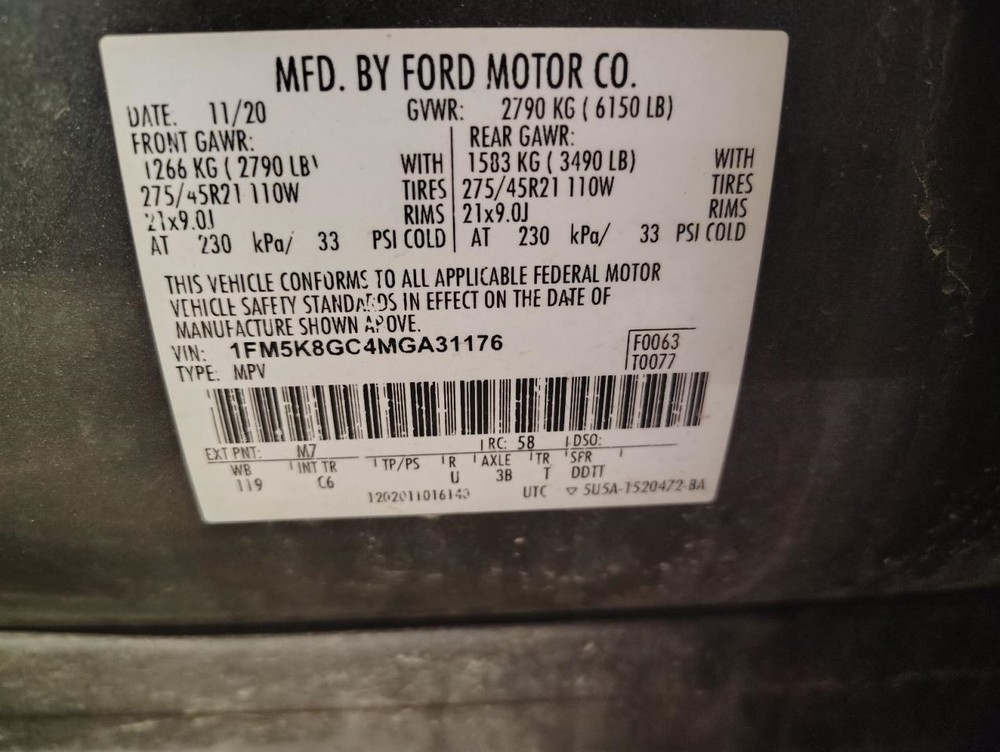 MFD. BY FORD MOTOR CO.
DATE. 11/20 GVWR: 2790 KG ( 6150 LB)
FRONT GAWR: REAR GAWR:
1266 KG ( 2790 LB) WITH 1583 KG ( 3490 LB) WITH
275/45R21 110W TIRES 275/45R21 110W TIRES
21x9.0J RIMS 21x9.0J RIMS
AT 230 kPa/ 33 PSI COLD AT 230 kPa/ 33 PSI COLD
THIS VEHICLE CONFORMS TO ALL APPLICABLE FEDERAL MOTOR
VEHICLE SAFETY STANDARDS IN EFFECT ON THE DATE OF
MANUFACTURE SHOWN ABOVE.
VIN: 1FM5K8GC4MGA31176 F0063
TYPE: MPV T0077
EXT PNT: M7 RC: 58 DSO:
WB INT TR TP/PS R AXLE TR SPR
119 C6 U 3B T DDTT
1202011016143 UTC ▽ 5U5A-1520472-BA